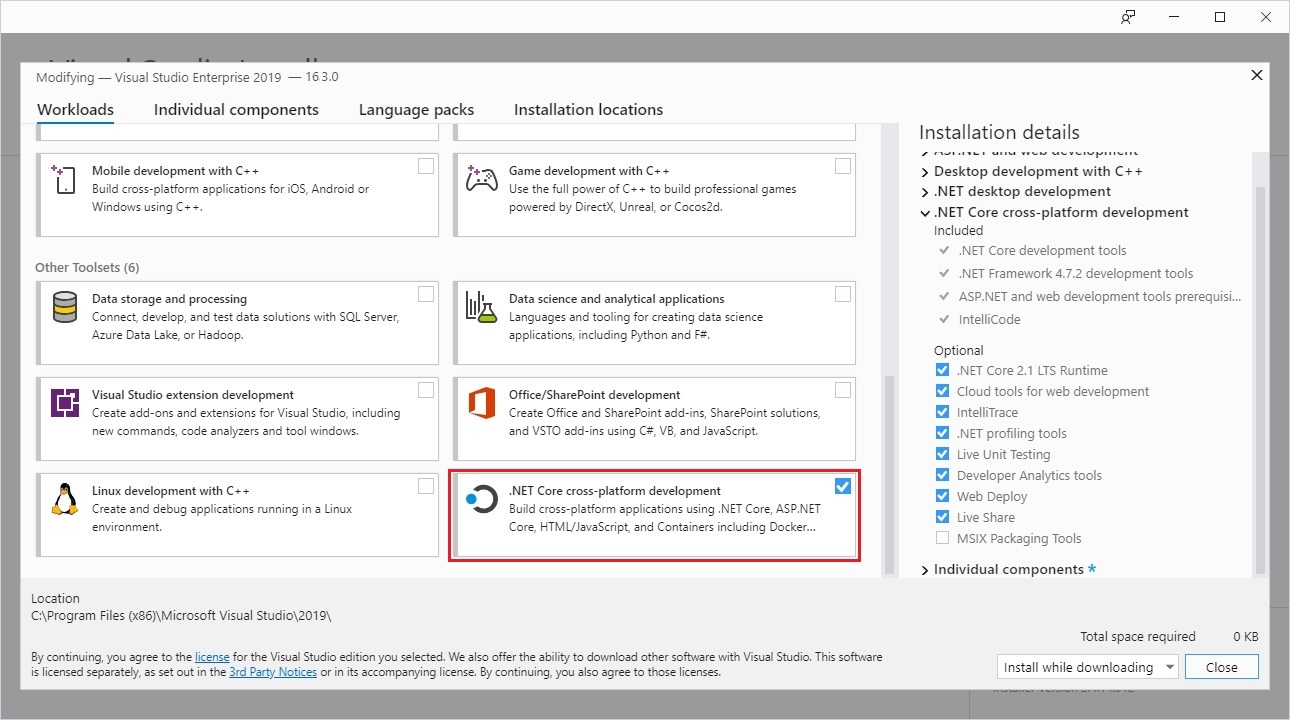 Modifying — Visual Studio Enterprise 2019 — 16.3.0
Workloads
Individual components
Language packs
Installation locations
Mobile development with C++
Build cross-platform applications for iOS, Android or
Windows using C++.
Game development with C++
Use the full power of C++ to build professional games
powered by DirectX, Unreal, or Cocos2d.
Other Toolsets (6)
Data storage and processing
Connect, develop, and test data solutions with SQL Server,
Azure Data Lake, or Hadoop.
Data science and analytical applications
Languages and tooling for creating data science
applications, including Python and F#.
Visual Studio extension development
Create add-ons and extensions for Visual Studio, including
new commands, code analyzers and tool windows.
Office/SharePoint development
Create Office and SharePoint add-ins, SharePoint solutions,
and VSTO add-ins using C#, VB, and JavaScript.
Linux development with C++
Create and debug applications running in a Linux
environment.
.NET Core cross-platform development
Build cross-platform applications using .NET Core, ASP.NET
Core, HTML/JavaScript, and Containers including Docker...
Installation details
ASP.NET and web development
Desktop development with C++
.NET desktop development
.NET Core cross-platform development
Included
.NET Core development tools
.NET Framework 4.7.2 development tools
ASP.NET and web development tools prerequisi...
IntelliCode
Optional
.NET Core 2.1 LTS Runtime
Cloud tools for web development
IntelliTrace
.NET profiling tools
Live Unit Testing
Developer Analytics tools
Web Deploy
Live Share
MSIX Packaging Tools
Individual components *
Location
C:\Program Files (x86)\Microsoft Visual Studio\2019\
Total space required 0 KB
By continuing, you agree to the license for the Visual Studio edition you selected. We also offer the ability to download other software with Visual Studio. This software
is licensed separately, as set out in the 3rd Party Notices or in its accompanying license. By continuing, you also agree to those licenses.
Install while downloading
Close